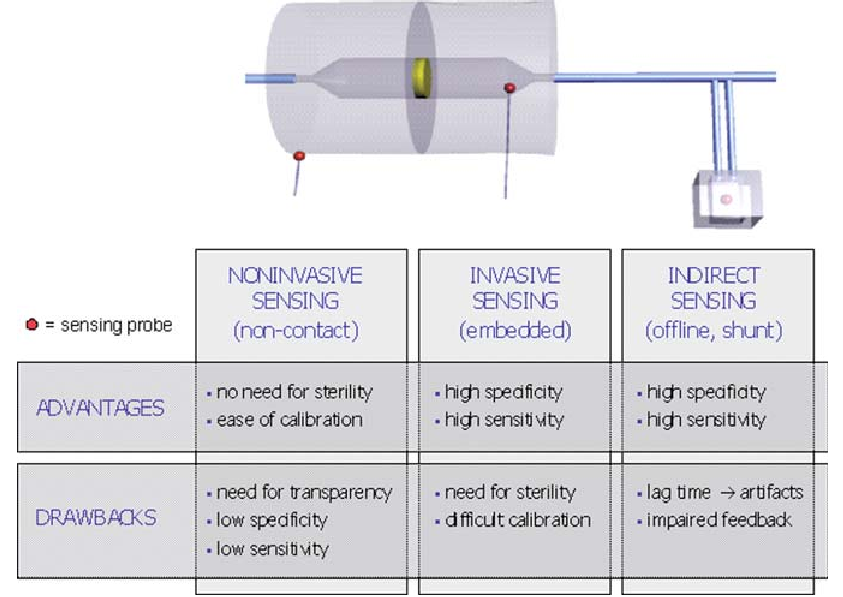 NONINVASIVE
SENSING
(non-contact)
INVASIVE
SENSING
(embedded)
INDIRECT
SENSING
(offline, shunt)
= sensing probe
ADVANTAGES
▪ no need for sterility
▪ ease of calibration
▪ high specificity
▪ high sensitivity
▪ high specificity
▪ high sensitivity
DRAWBACKS
▪ need for transparency
▪ low specificity
▪ low sensitivity
▪ need for sterility
▪ difficult calibration
▪ lag time → artifacts
▪ impaired feedback